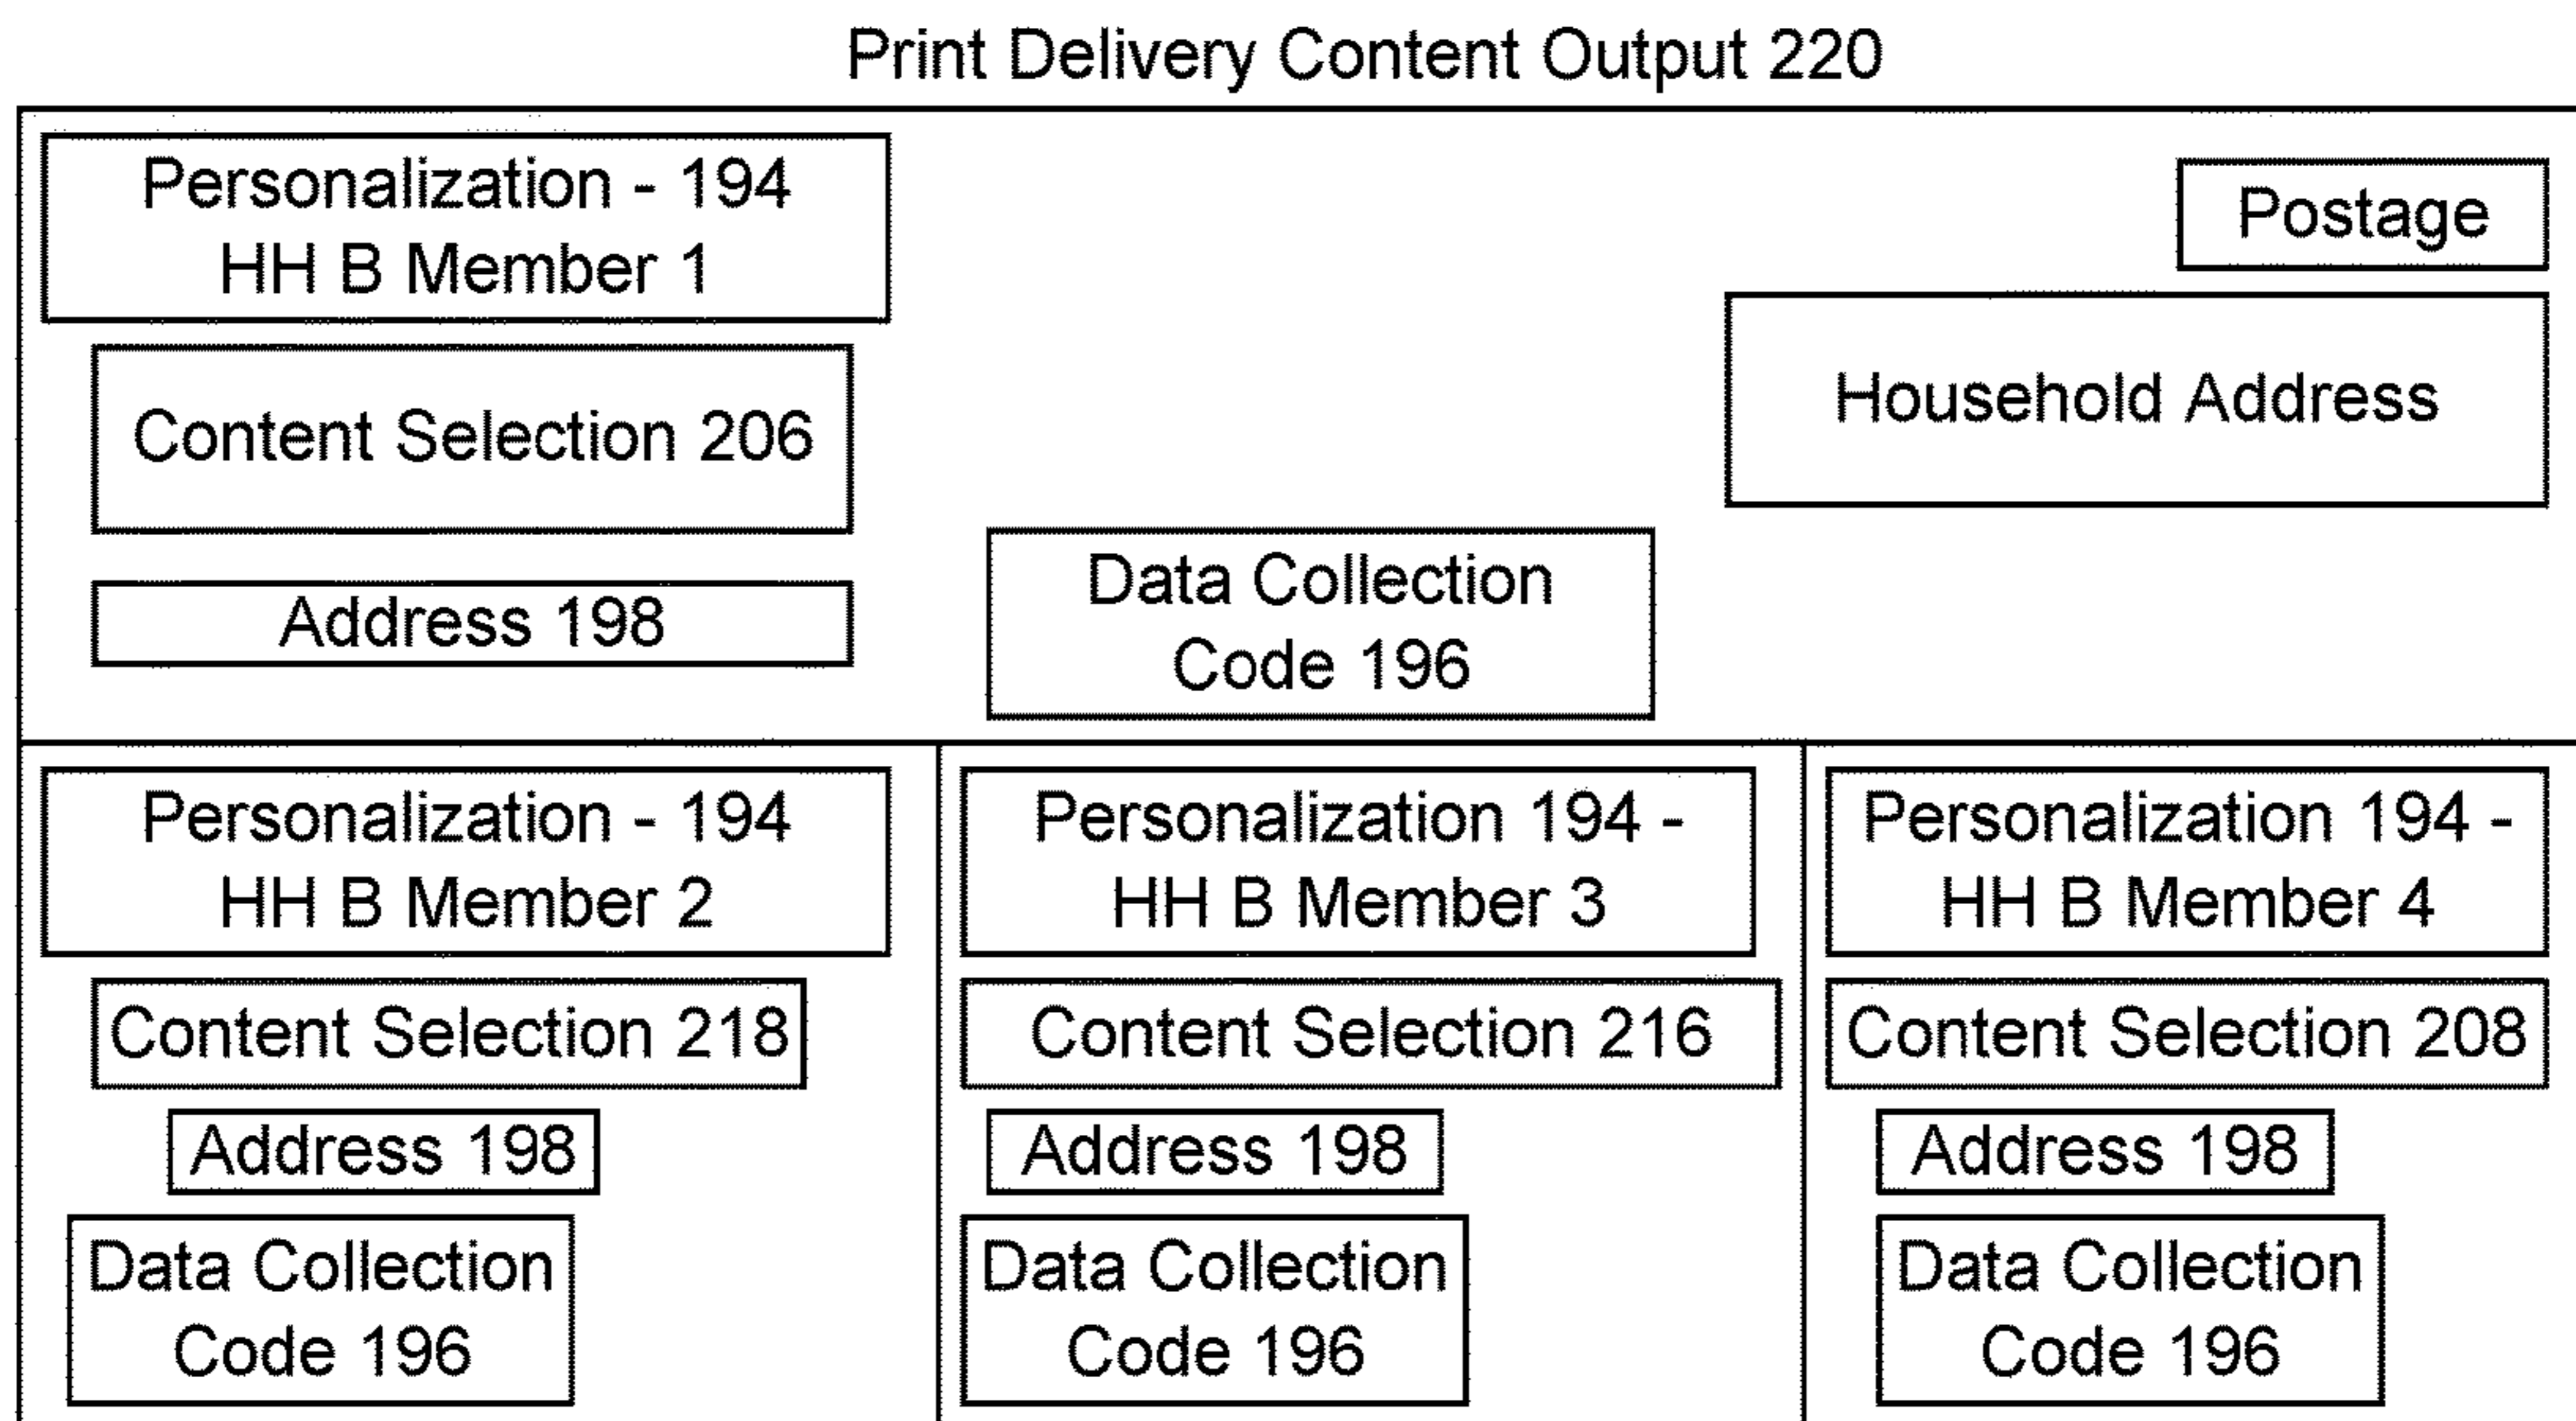 Print Delivery Content Output 220
Personalization - 194
HH B Member 1
Postage
Content Selection 206
Household Address
Address 198
Data Collection
Code 196
Personalization - 194
HH B Member 2
Content Selection 218
Address 198
Data Collection
Code 196
Personalization 194 -
HH B Member 3
Content Selection 216
Address 198
Data Collection
Code 196
Personalization 194 -
HH B Member 4
Content Selection 208
Address 198
Data Collection
Code 196